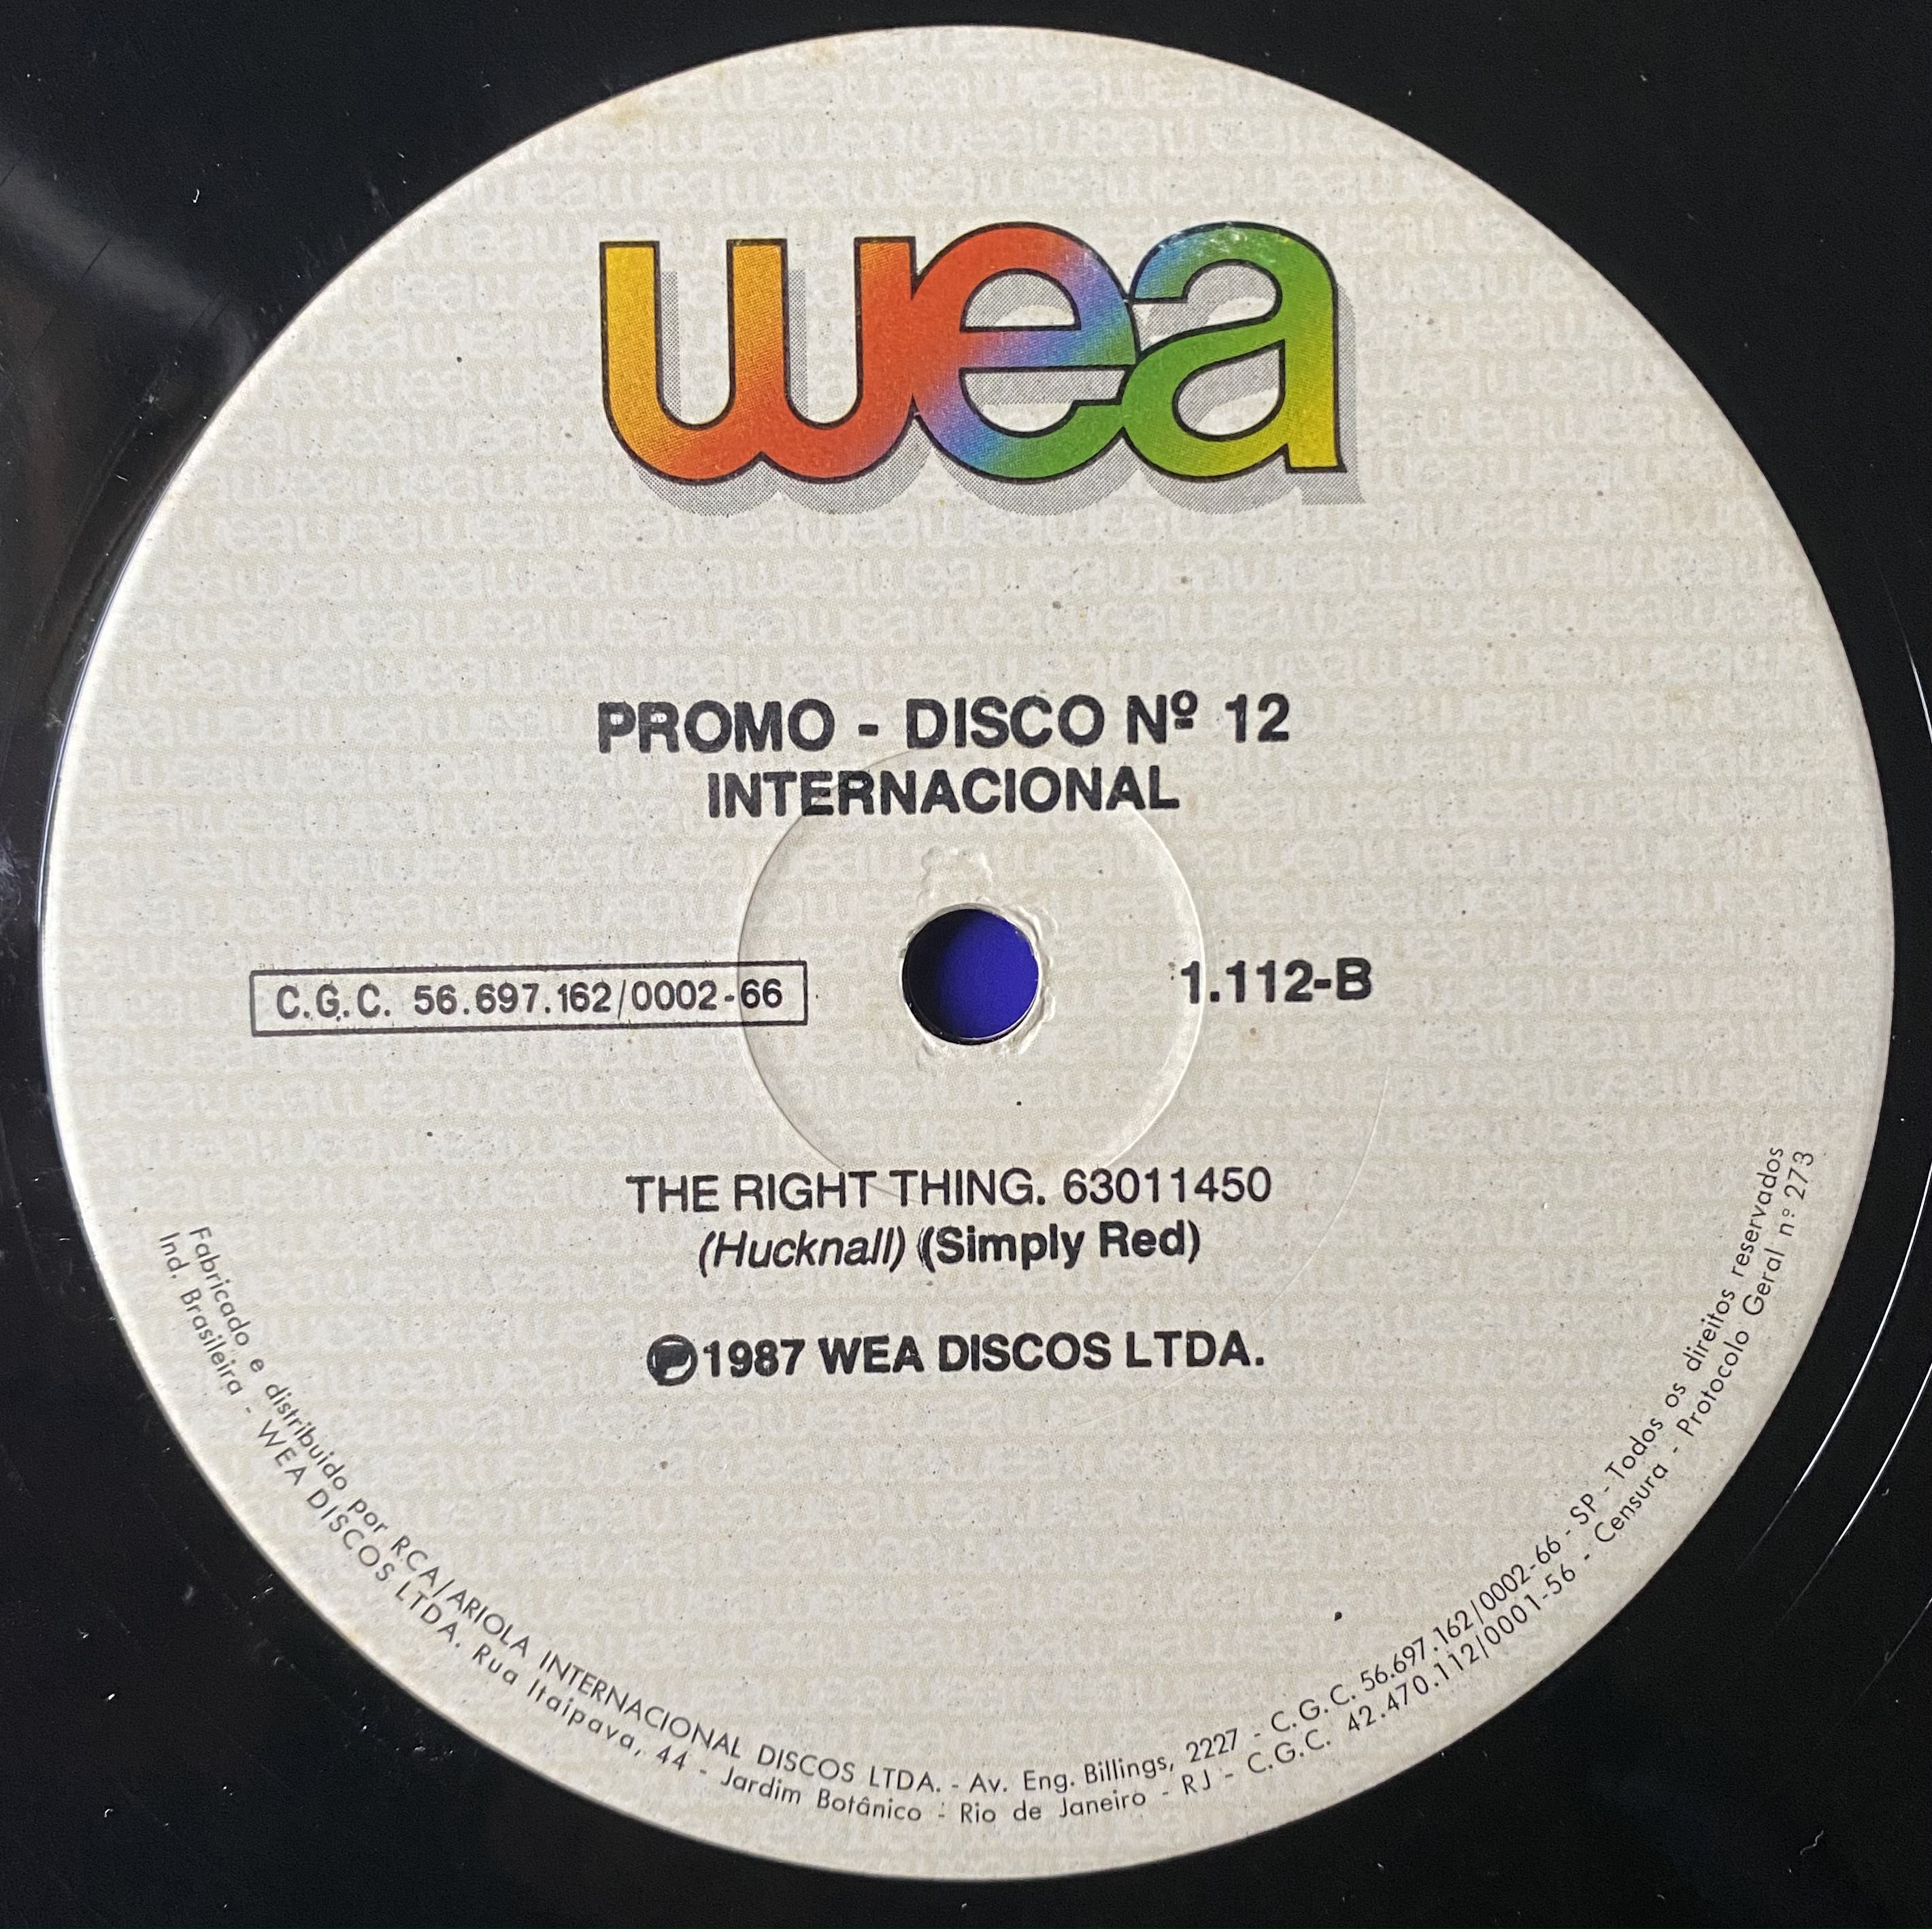 wea
PROMO - DISCO Nº 12
INTERNACIONAL
C.G.C. 56.697.162/0002-66
1.112-B
THE RIGHT THING. 63011450
(Hucknall) (Simply Red)
℗1987 WEA DISCOS LTDA.
Fabricado e distribuido por RCA/ARIOLA INTERNACIONAL DISCOS LTDA. - Av. Eng. Billings, 2227 - C.G.C. 56.697.162/0002-66 - SP - Todos os direitos reservados
Ind. Brasileira - WEA DISCOS LTDA. Rua Itaipava, 44 - Jardim Botânico - Rio de Janeiro - RJ - C.G.C. 42.470.112/0001-56 - Censura - Protocolo Geral nº 273